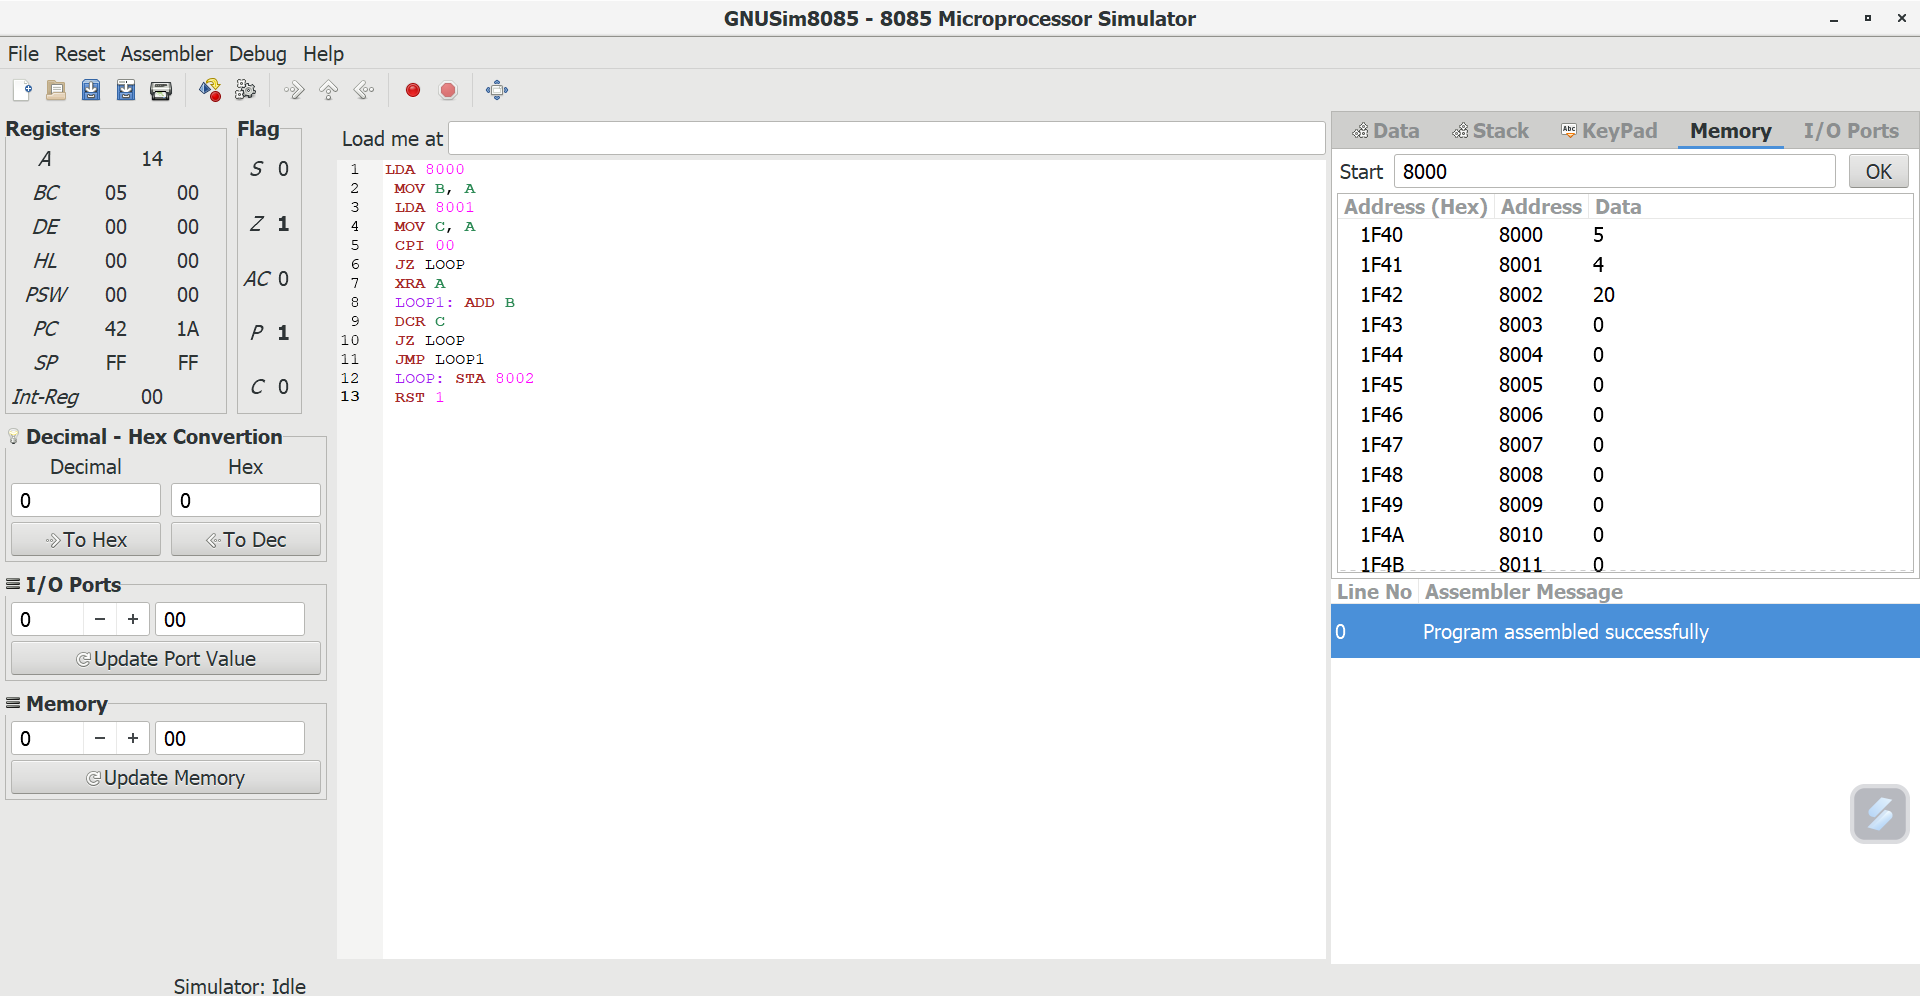 GNUSim8085 - 8085 Microprocessor Simulator
File Reset Assembler Debug Help
Registers
A 14
BC 05 00
DE 00 00
HL 00 00
PSW 00 00
PC 42 1A
SP FF FF
Int-Reg 00
Flag
S 0
Z 1
AC 0
P 1
C 0
Decimal - Hex Convertion
Decimal Hex
0 0
To Hex To Dec
I/O Ports
0 − + 00
Update Port Value
Memory
0 − + 00
Update Memory
Simulator: Idle
Load me at
1 LDA 8000
2 MOV B, A
3 LDA 8001
4 MOV C, A
5 CPI 00
6 JZ LOOP
7 XRA A
8 LOOP1: ADD B
9 DCR C
10 JZ LOOP
11 JMP LOOP1
12 LOOP: STA 8002
13 RST 1
Data Stack Abc KeyPad Memory I/O Ports
Start 8000 OK
Address (Hex) Address Data
1F40 8000 5
1F41 8001 4
1F42 8002 20
1F43 8003 0
1F44 8004 0
1F45 8005 0
1F46 8006 0
1F47 8007 0
1F48 8008 0
1F49 8009 0
1F4A 8010 0
1F4B 8011 0
Line No Assembler Message
0 Program assembled successfully